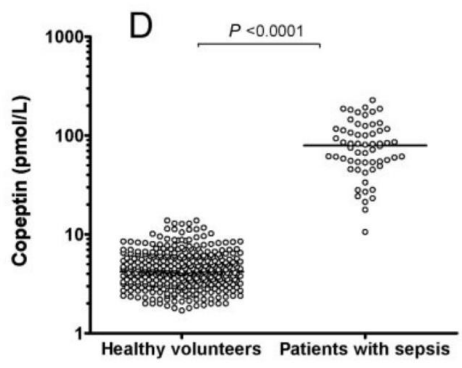 D
P <0.0001
Copeptin (pmol/L)
1000
100
10
1
Healthy volunteers
Patients with sepsis